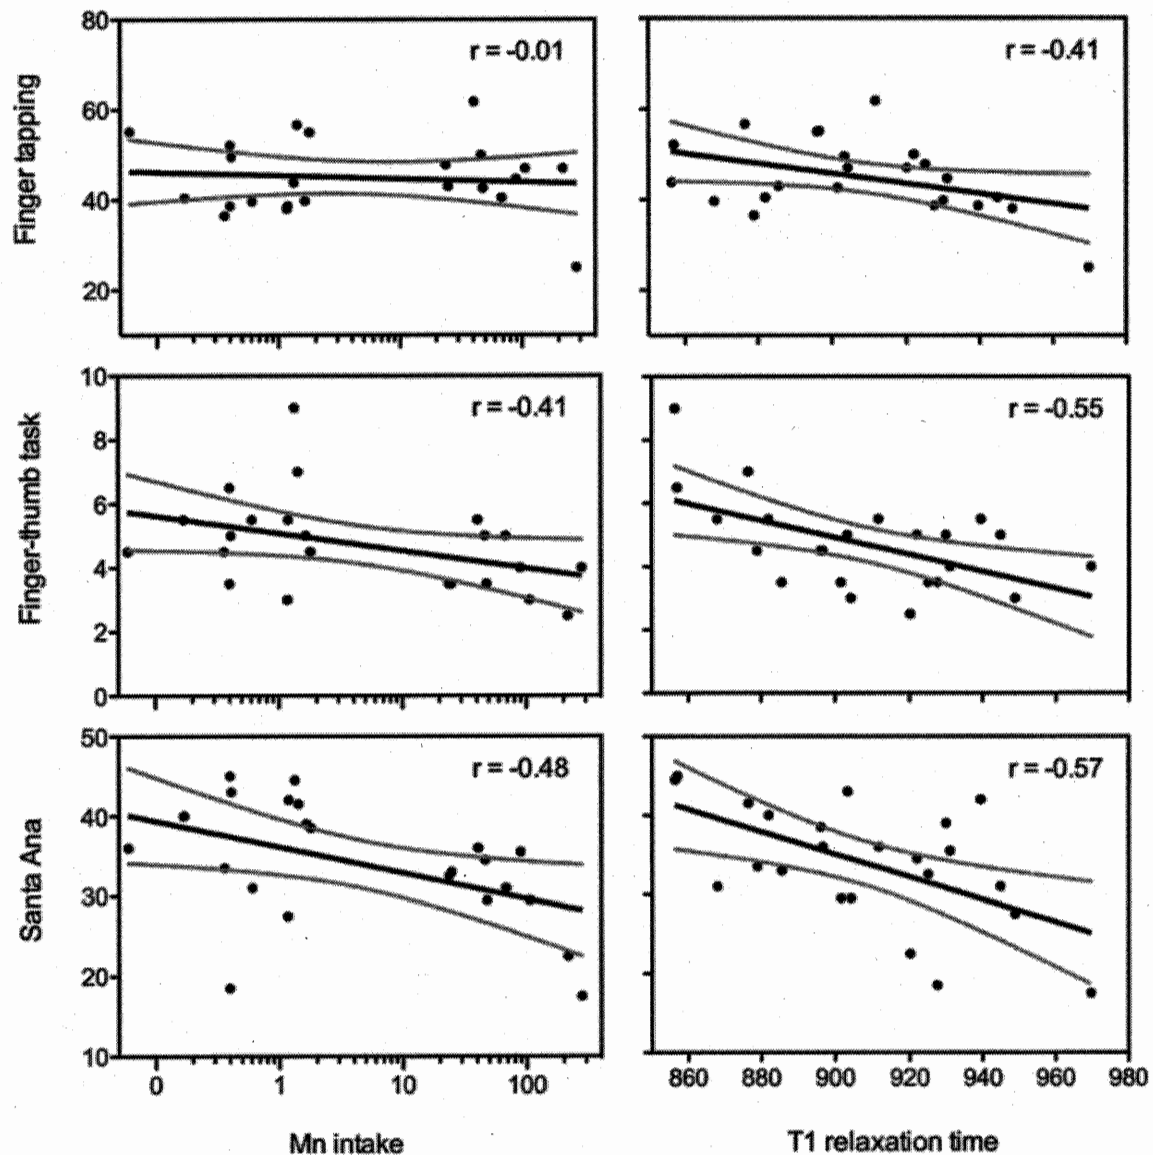 80
60
40
20
Finger tapping
r = -0.01
r = -0.41
10
8
6
4
2
0
Finger-thumb task
r = -0.41
r = -0.55
50
40
30
20
10
Santa Ana
r = -0.48
r = -0.57
0 1 10 100
860 880 900 920 940 960 980
Mn intake
T1 relaxation time